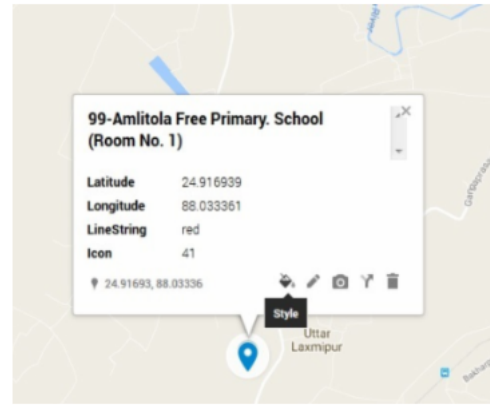 River
99-Amlitola Free Primary. School
(Room No. 1)
Latitude 24.916939
Longitude 88.033361
LineString red
Icon 41
24.91693, 88.03336
Style
Uttar
Laxmipur